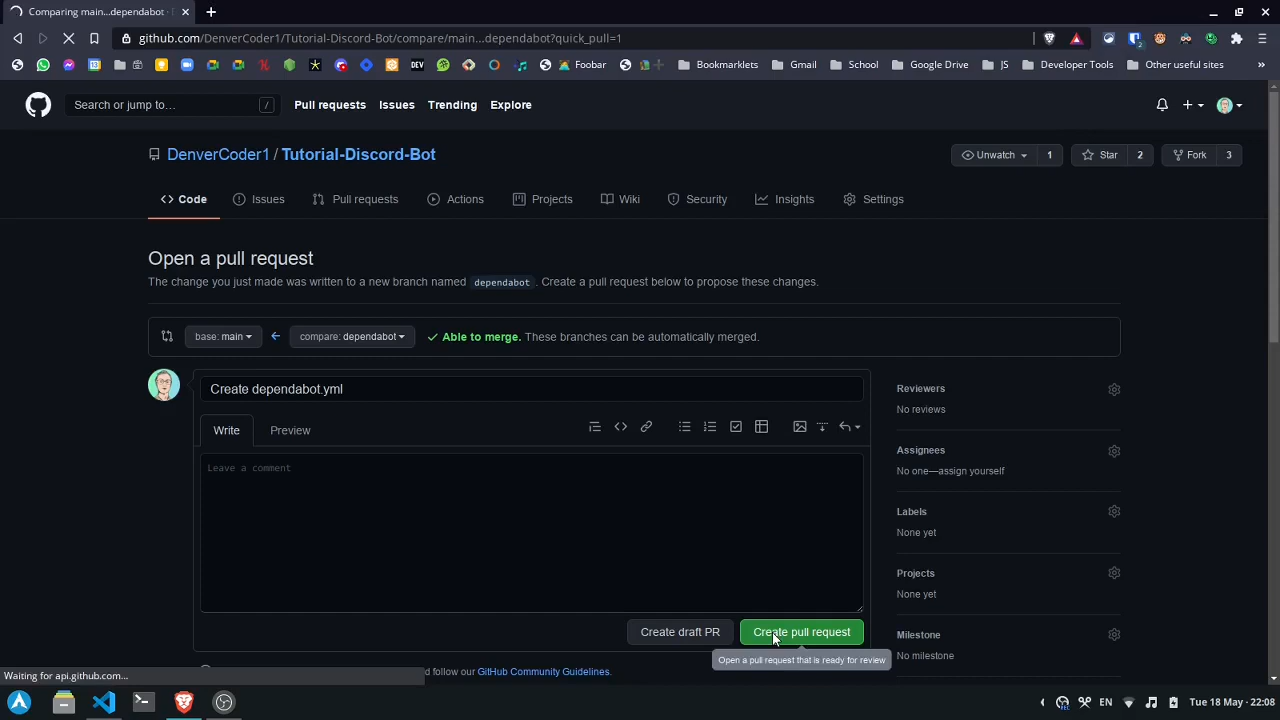 Comparing main...dependabot ·
github.com/DenverCoder1/Tutorial-Discord-Bot/compare/main...dependabot?quick_pull=1
Foobar
Bookmarklets
Gmail
School
Google Drive
JS
Developer Tools
Other useful sites
»
Search or jump to…
/
Pull requests
Issues
Trending
Explore
DenverCoder1 / Tutorial-Discord-Bot
Unwatch 1
Star 2
Fork 3
Code
Issues
Pull requests
Actions
Projects
Wiki
Security
Insights
Settings
Open a pull request
The change you just made was written to a new branch named dependabot. Create a pull request below to propose these changes.
base: main
compare: dependabot
Able to merge. These branches can be automatically merged.
Create dependabot.yml
Write
Preview
Leave a comment
Create draft PR
Create pull request
Open a pull request that is ready for review
d follow our GitHub Community Guidelines.
Reviewers
No reviews
Assignees
No one—assign yourself
Labels
None yet
Projects
None yet
Milestone
No milestone
Waiting for api.github.com...
EN
Tue 18 May · 22:08